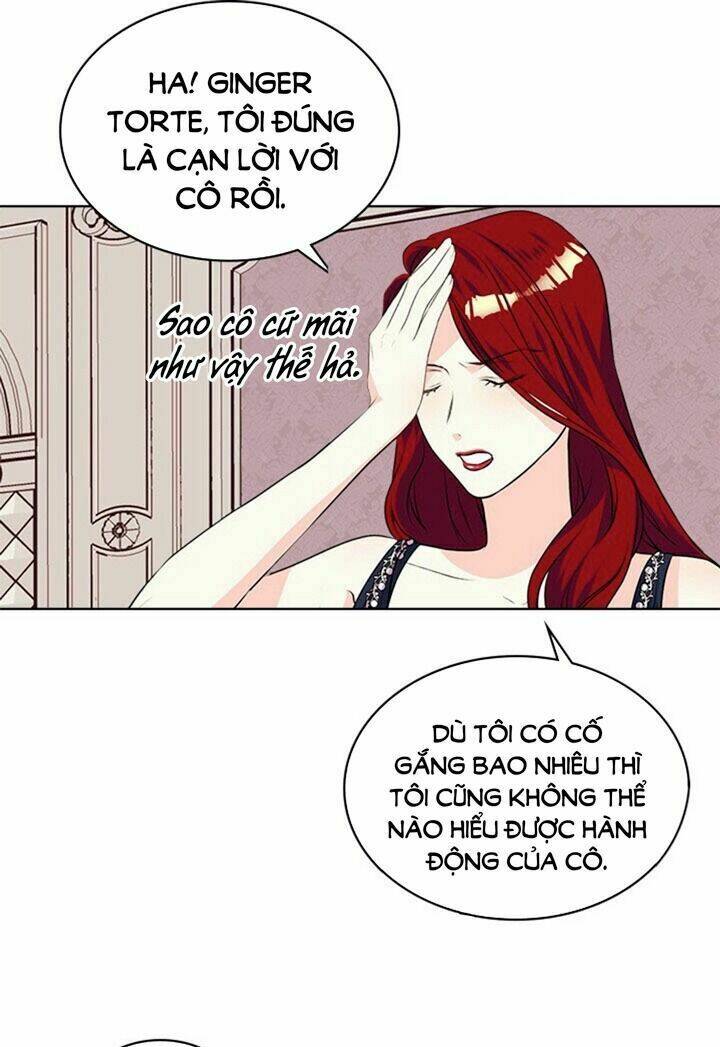 HA! GINGER
TORTE, TÔI ĐÚNG
LÀ CẠN LỜI VỚI
CÔ RỒI.
Sao cô cứ mãi
như vậy thế hả.
DÙ TÔI CÓ CỐ
GẮNG BAO NHIÊU THÌ
TÔI CŨNG KHÔNG THỂ
NÀO HIỂU ĐƯỢC HÀNH
ĐỘNG CỦA CÔ.